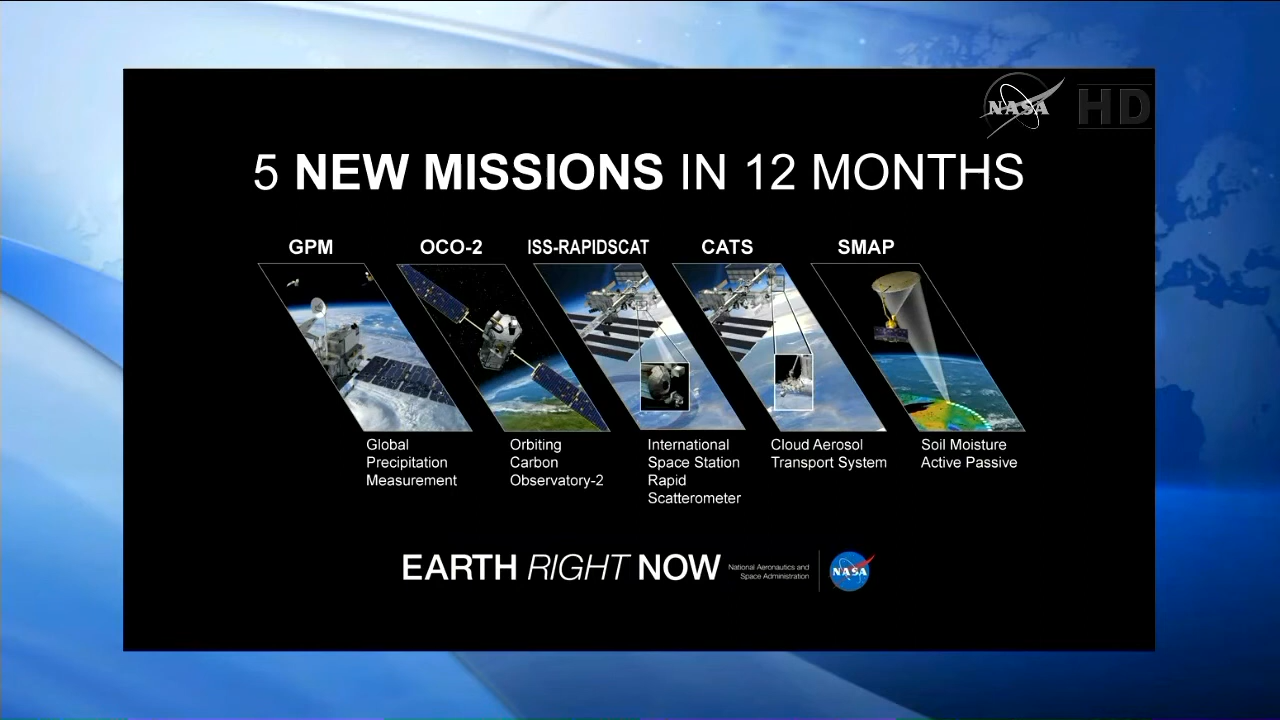 NASA HD
5 NEW MISSIONS IN 12 MONTHS
GPM
OCO-2
ISS-RAPIDSCAT
CATS
SMAP
Global
Precipitation
Measurement
Orbiting
Carbon
Observatory-2
International
Space Station
Rapid
Scatterometer
Cloud Aerosol
Transport System
Soil Moisture
Active Passive
EARTH RIGHT NOW
National Aeronautics and
Space Administration
NASA